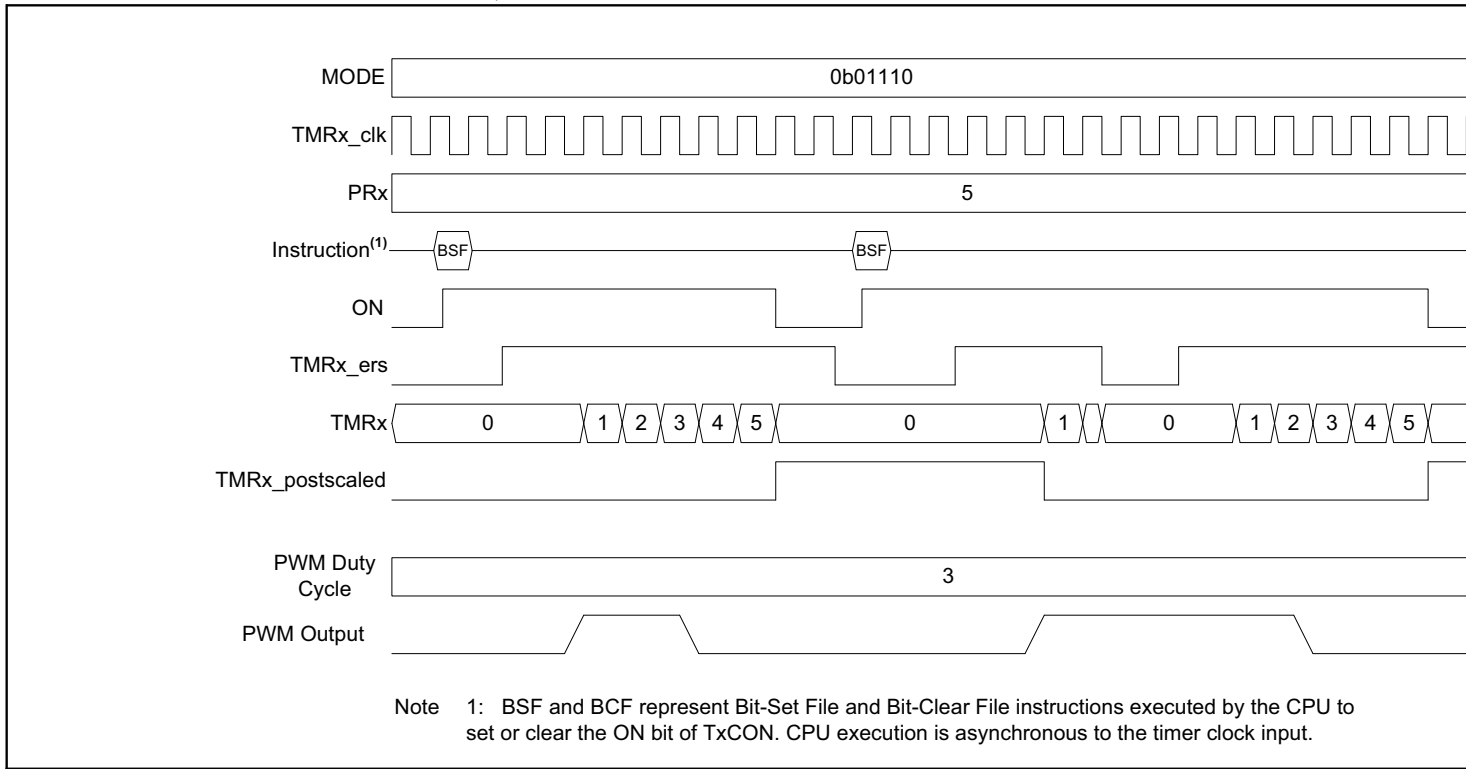 MODE 0b01110
TMRx_clk
PRx 5
Instruction(1) BSF BSF
ON
TMRx_ers
TMRx 0 1 2 3 4 5 0 1 0 1 2 3 4 5
TMRx_postscaled
PWM Duty
Cycle 3
PWM Output
Note 1: BSF and BCF represent Bit-Set File and Bit-Clear File instructions executed by the CPU to
set or clear the ON bit of TxCON. CPU execution is asynchronous to the timer clock input.